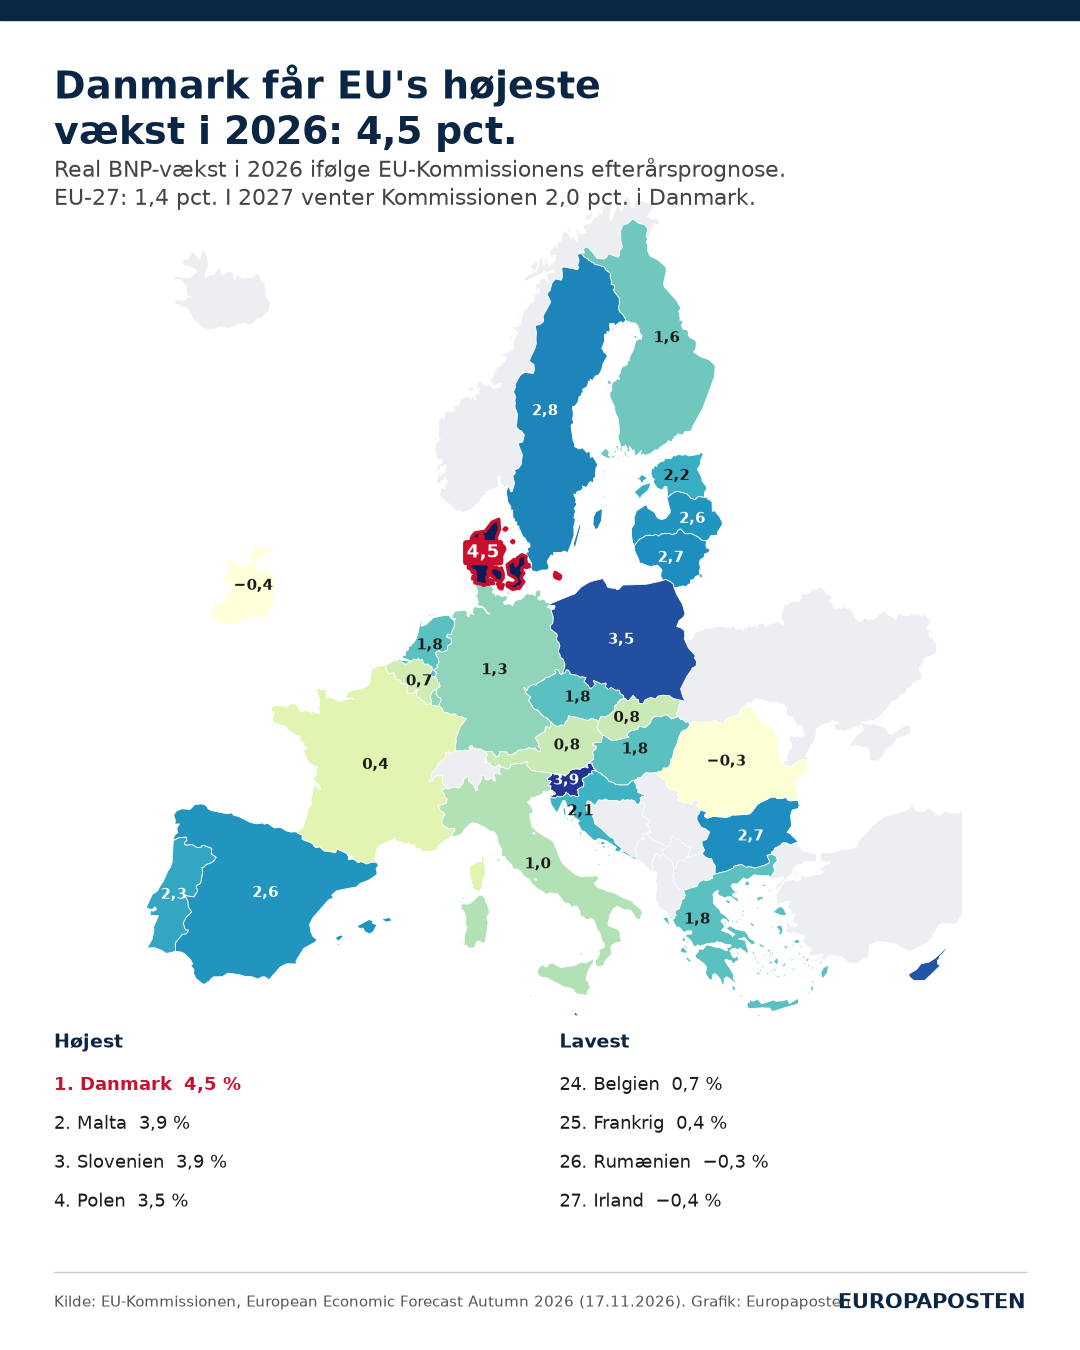 Danmark får EU's højeste
vækst i 2026: 4,5 pct.
Real BNP-vækst i 2026 ifølge EU-Kommissionens efterårsprognose.
EU-27: 1,4 pct. I 2027 venter Kommissionen 2,0 pct. i Danmark.
1,6
2,8
2,2
2,6
4,5
2,7
−0,4
3,5
1,8
1,3
0,7
1,8
0,8
0,8
1,8
−0,3
0,4
3,9
2,1
2,7
1,0
2,3
2,6
1,8
Højest
1. Danmark 4,5 %
2. Malta 3,9 %
3. Slovenien 3,9 %
4. Polen 3,5 %
Lavest
24. Belgien 0,7 %
25. Frankrig 0,4 %
26. Rumænien −0,3 %
27. Irland −0,4 %
Kilde: EU-Kommissionen, European Economic Forecast Autumn 2026 (17.11.2026). Grafik: Europaposten
EUROPAPOSTEN